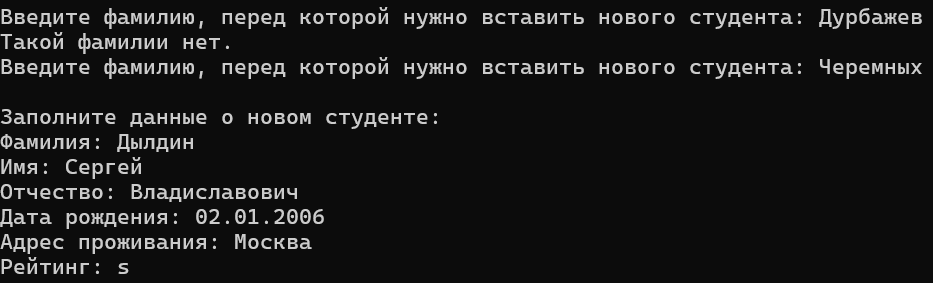 Введите фамилию, перед которой нужно вставить нового студента: Дурбажев
Такой фамилии нет.
Введите фамилию, перед которой нужно вставить нового студента: Черемных
Заполните данные о новом студенте:
Фамилия: Дылдин
Имя: Сергей
Отчество: Владиславович
Дата рождения: 02.01.2006
Адрес проживания: Москва
Рейтинг: s